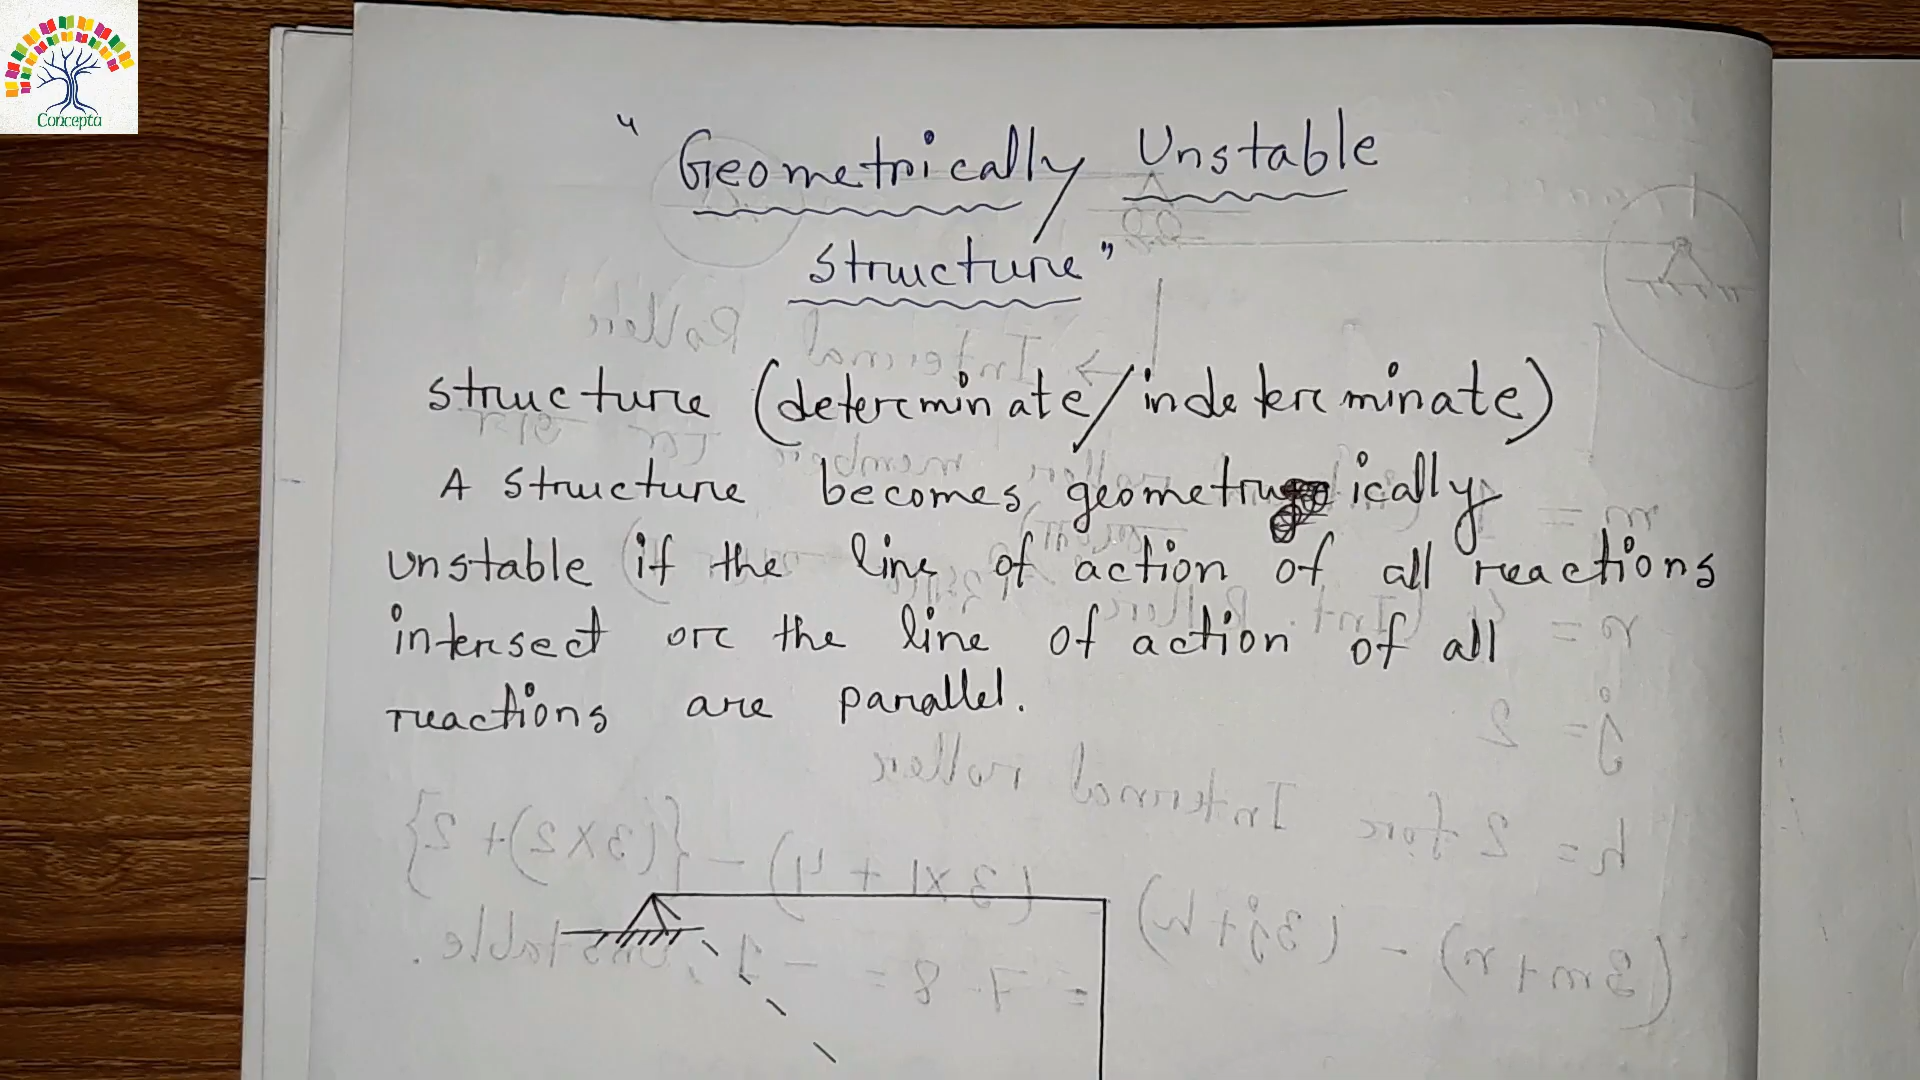 Concepta
"Geometrically Unstable
structure"
structure (determinate/indeterminate)
A structure becomes geometrically
unstable if the line of action of all reactions
intersect or the line of action of all
reactions are parallel.